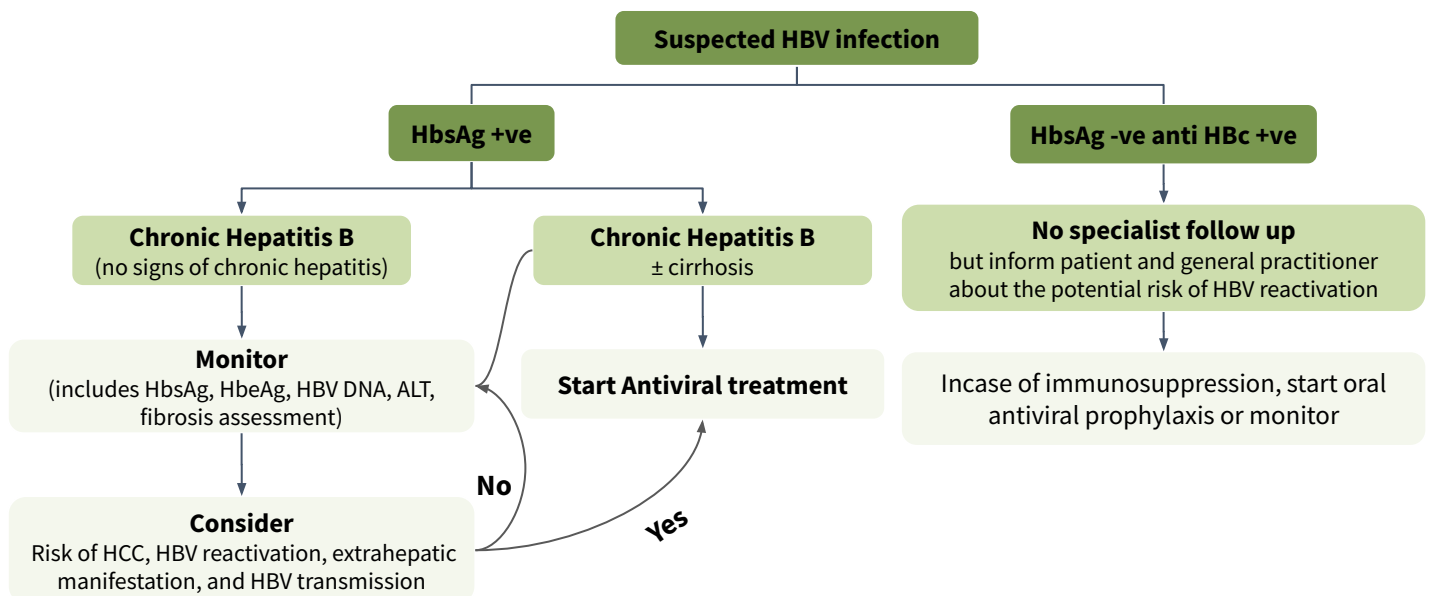 Suspected HBV infection
HbsAg +ve
HbsAg -ve anti HBc +ve
Chronic Hepatitis B
(no signs of chronic hepatitis)
Chronic Hepatitis B
± cirrhosis
No specialist follow up
but inform patient and general practitioner
about the potential risk of HBV reactivation
Monitor
(includes HbsAg, HbeAg, HBV DNA, ALT,
fibrosis assessment)
Start Antiviral treatment
Incase of immunosuppression, start oral
antiviral prophylaxis or monitor
No
Yes
Consider
Risk of HCC, HBV reactivation, extrahepatic
manifestation, and HBV transmission